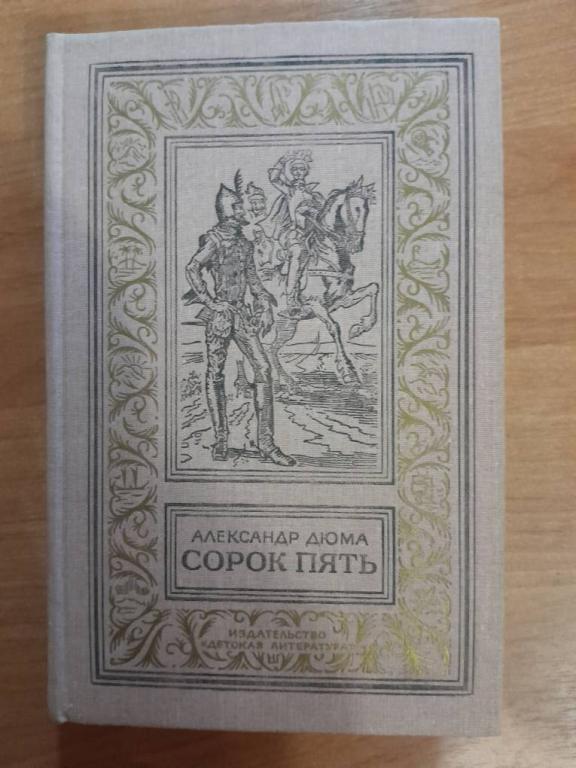 АЛЕКСАНДР ДЮМА
СОРОК ПЯТЬ
ИЗДАТЕЛЬСТВО
«ДЕТСКАЯ ЛИТЕРАТУРА»